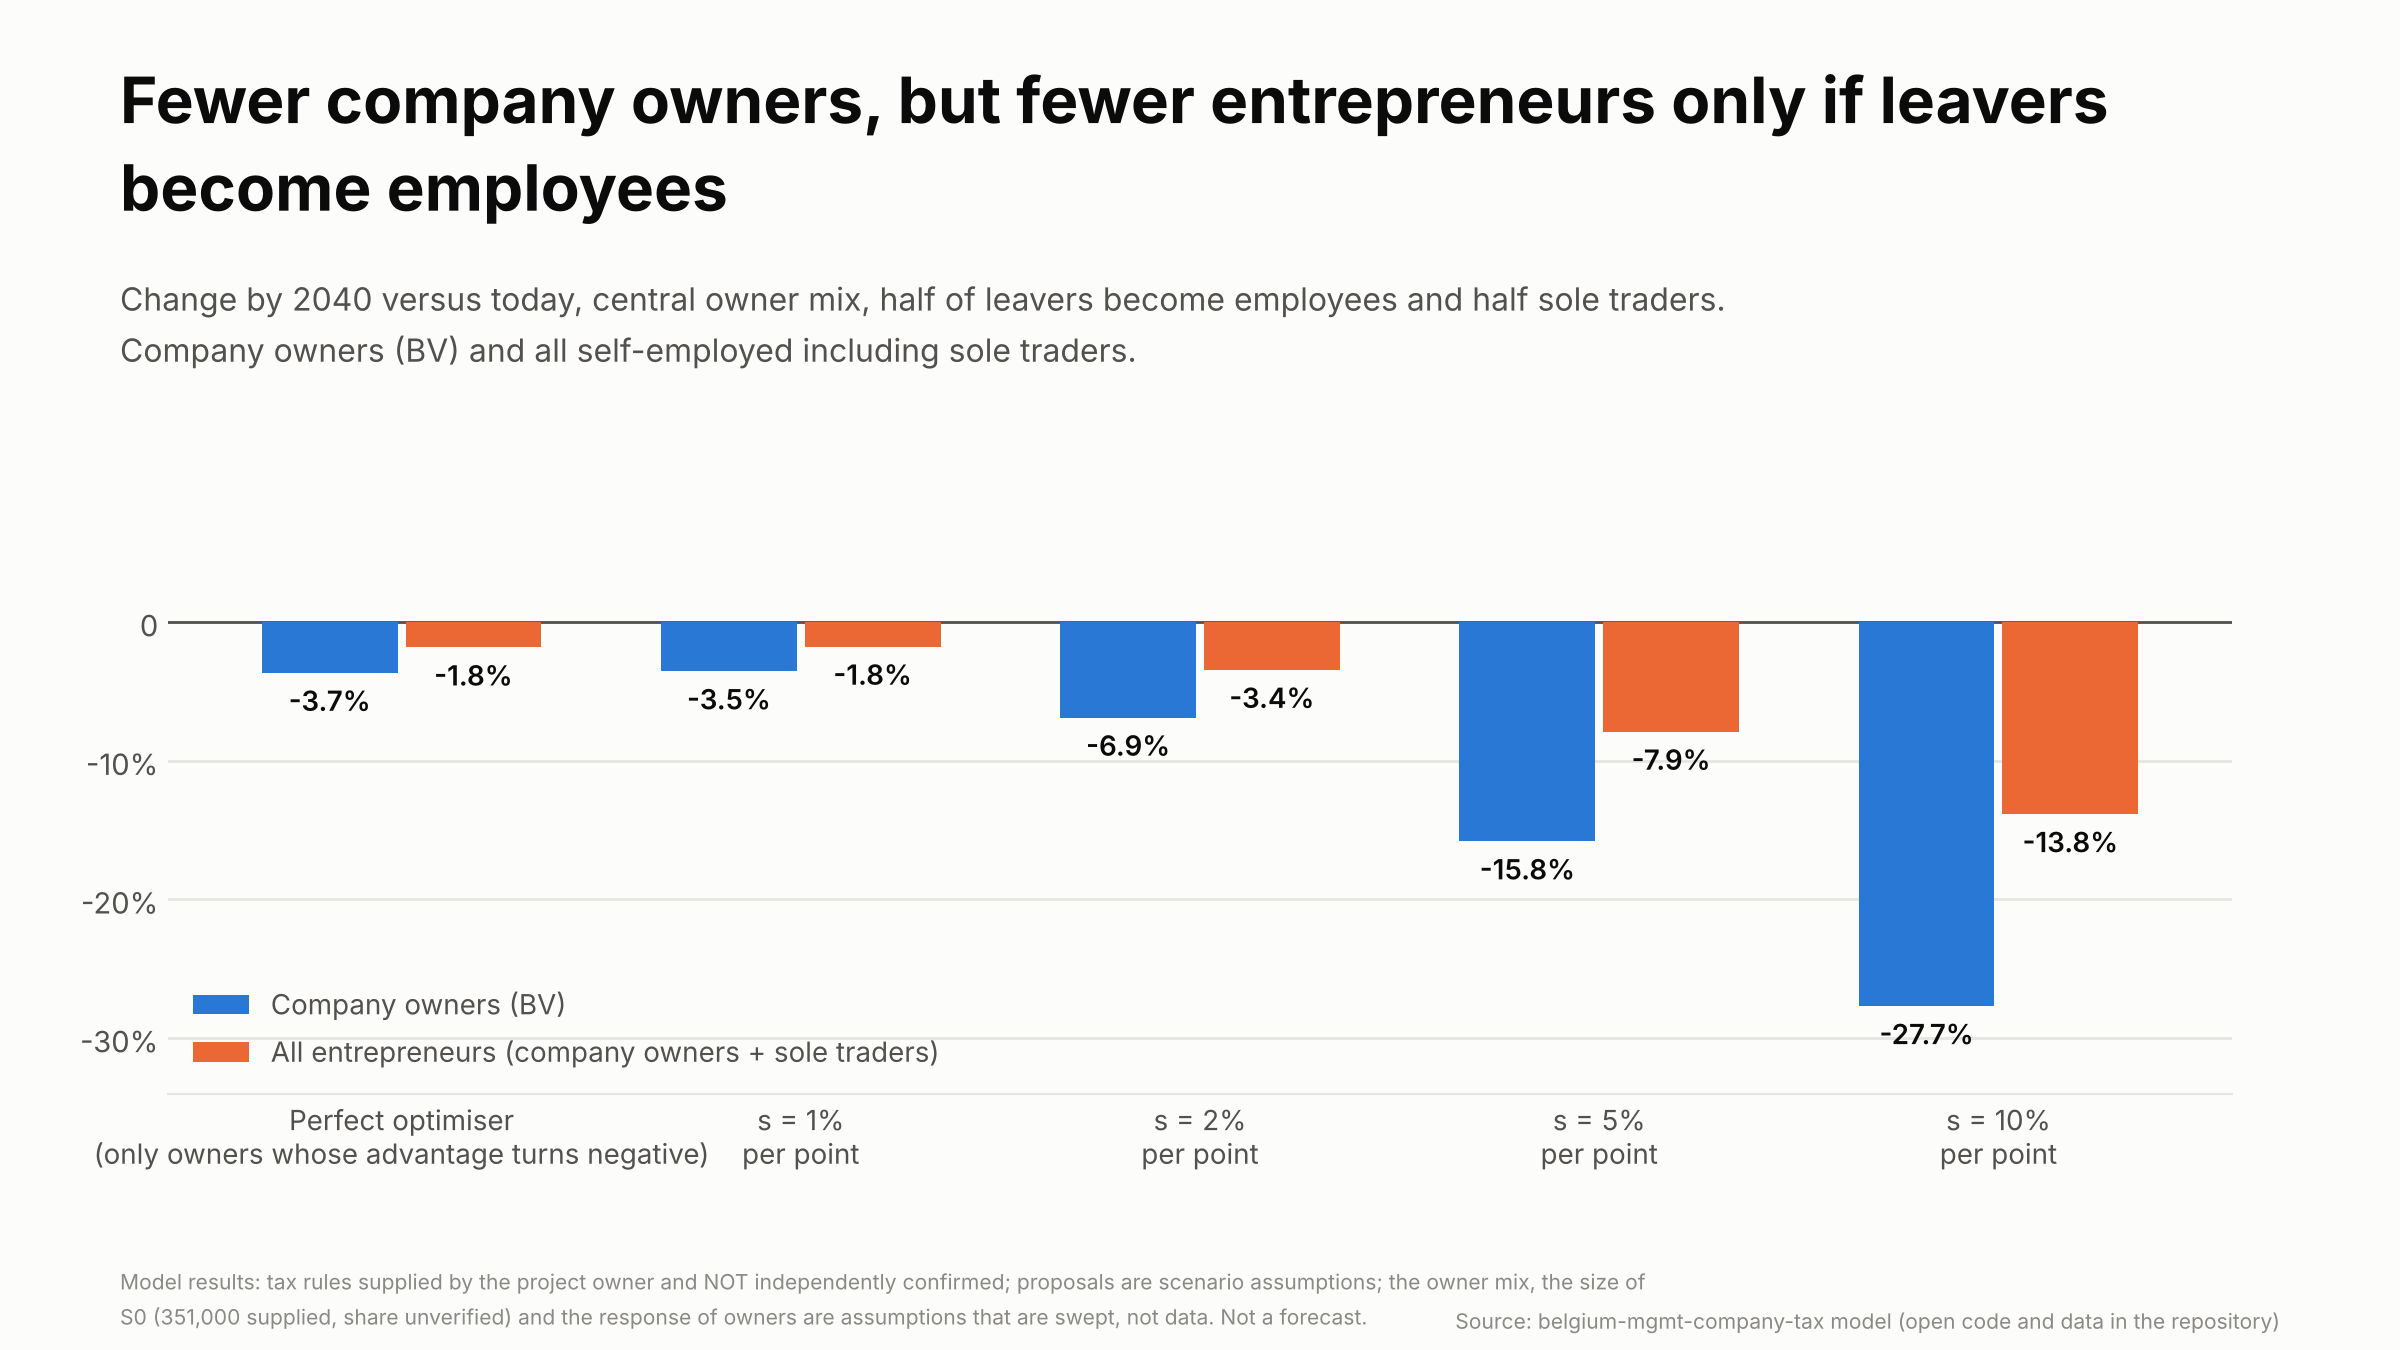 Fewer company owners, but fewer entrepreneurs only if leavers
become employees
Change by 2040 versus today, central owner mix, half of leavers become employees and half sole traders.
Company owners (BV) and all self-employed including sole traders.
0
-10%
-20%
-30%
-3.7%
-1.8%
-3.5%
-1.8%
-6.9%
-3.4%
-15.8%
-7.9%
-27.7%
-13.8%
Company owners (BV)
All entrepreneurs (company owners + sole traders)
Perfect optimiser
(only owners whose advantage turns negative)
s = 1%
per point
s = 2%
per point
s = 5%
per point
s = 10%
per point
Model results: tax rules supplied by the project owner and NOT independently confirmed; proposals are scenario assumptions; the owner mix, the size of
S0 (351,000 supplied, share unverified) and the response of owners are assumptions that are swept, not data. Not a forecast.
Source: belgium-mgmt-company-tax model (open code and data in the repository)